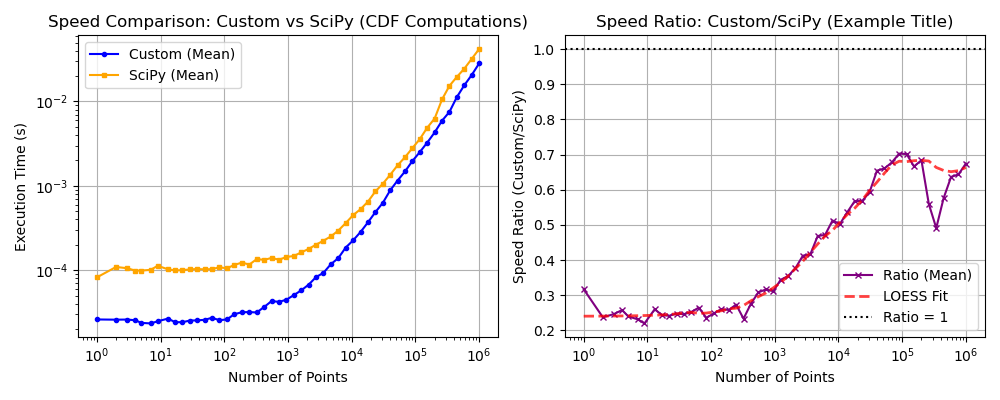 Speed Comparison: Custom vs SciPy (CDF Computations)
Custom (Mean)
SciPy (Mean)
Execution Time (s)
10⁻²
10⁻³
10⁻⁴
10⁰ 10¹ 10² 10³ 10⁴ 10⁵ 10⁶
Number of Points
Speed Ratio: Custom/SciPy (Example Title)
Speed Ratio (Custom/SciPy)
1.0
0.9
0.8
0.7
0.6
0.5
0.4
0.3
0.2
Ratio (Mean)
LOESS Fit
Ratio = 1
10⁰ 10¹ 10² 10³ 10⁴ 10⁵ 10⁶
Number of Points